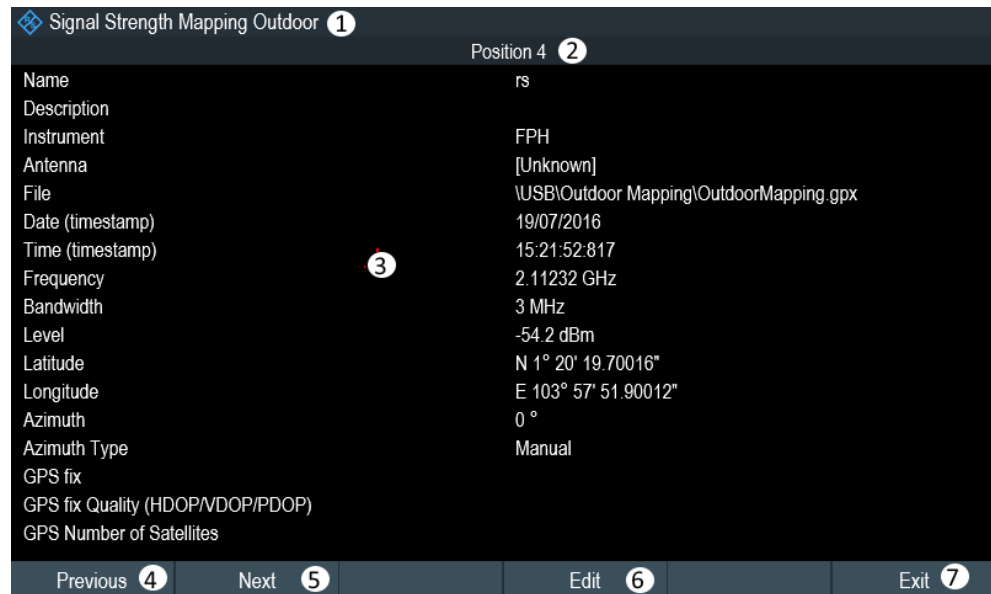 Signal Strength Mapping Outdoor 1
Position 4 2
Name rs
Description
Instrument FPH
Antenna [Unknown]
File \USB\Outdoor Mapping\OutdoorMapping.gpx
Date (timestamp) 19/07/2016
Time (timestamp) 15:21:52:817
3
Frequency 2.11232 GHz
Bandwidth 3 MHz
Level -54.2 dBm
Latitude N 1° 20' 19.70016"
Longitude E 103° 57' 51.90012"
Azimuth 0 °
Azimuth Type Manual
GPS fix
GPS fix Quality (HDOP/VDOP/PDOP)
GPS Number of Satellites
Previous 4 Next 5 Edit 6 Exit 7